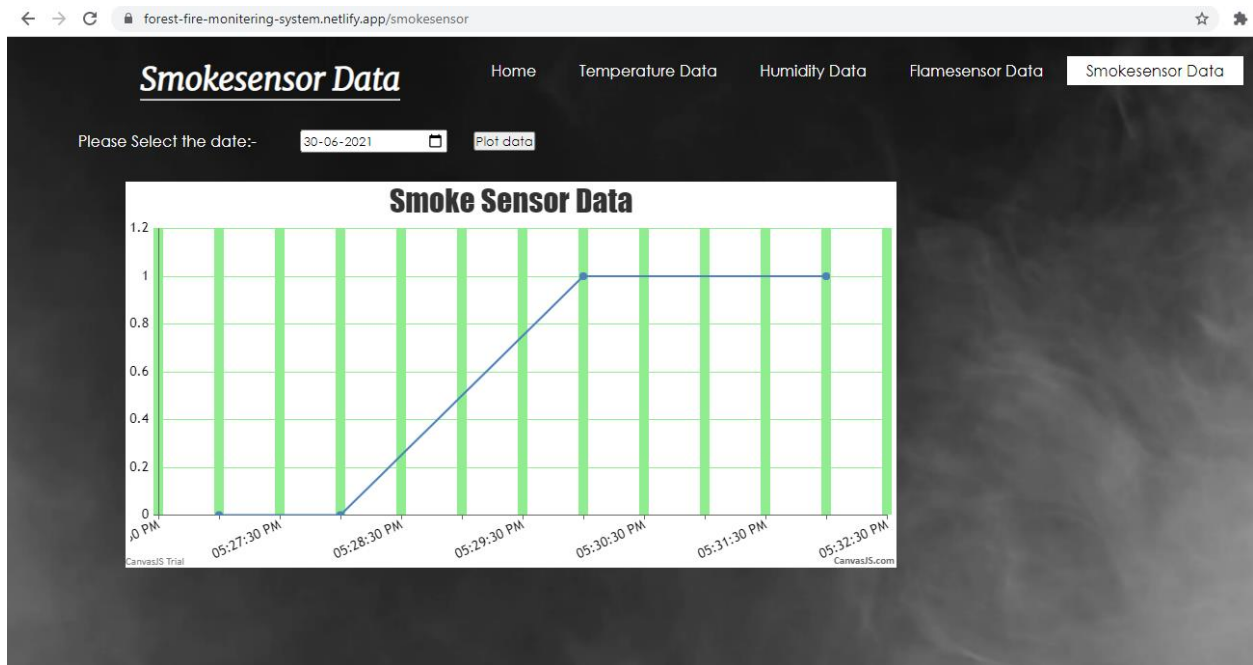 forest-fire-monitering-system.netlify.app/smokesensor
Smokesensor Data
Home Temperature Data Humidity Data Flamesensor Data Smokesensor Data
Please Select the date:- 30-06-2021 Plot data
Smoke Sensor Data
1.2
1
0.8
0.6
0.4
0.2
0
05:27:30 PM 05:28:30 PM 05:29:30 PM 05:30:30 PM 05:31:30 PM 05:32:30 PM
CanvasJS Trial CanvasJS.com